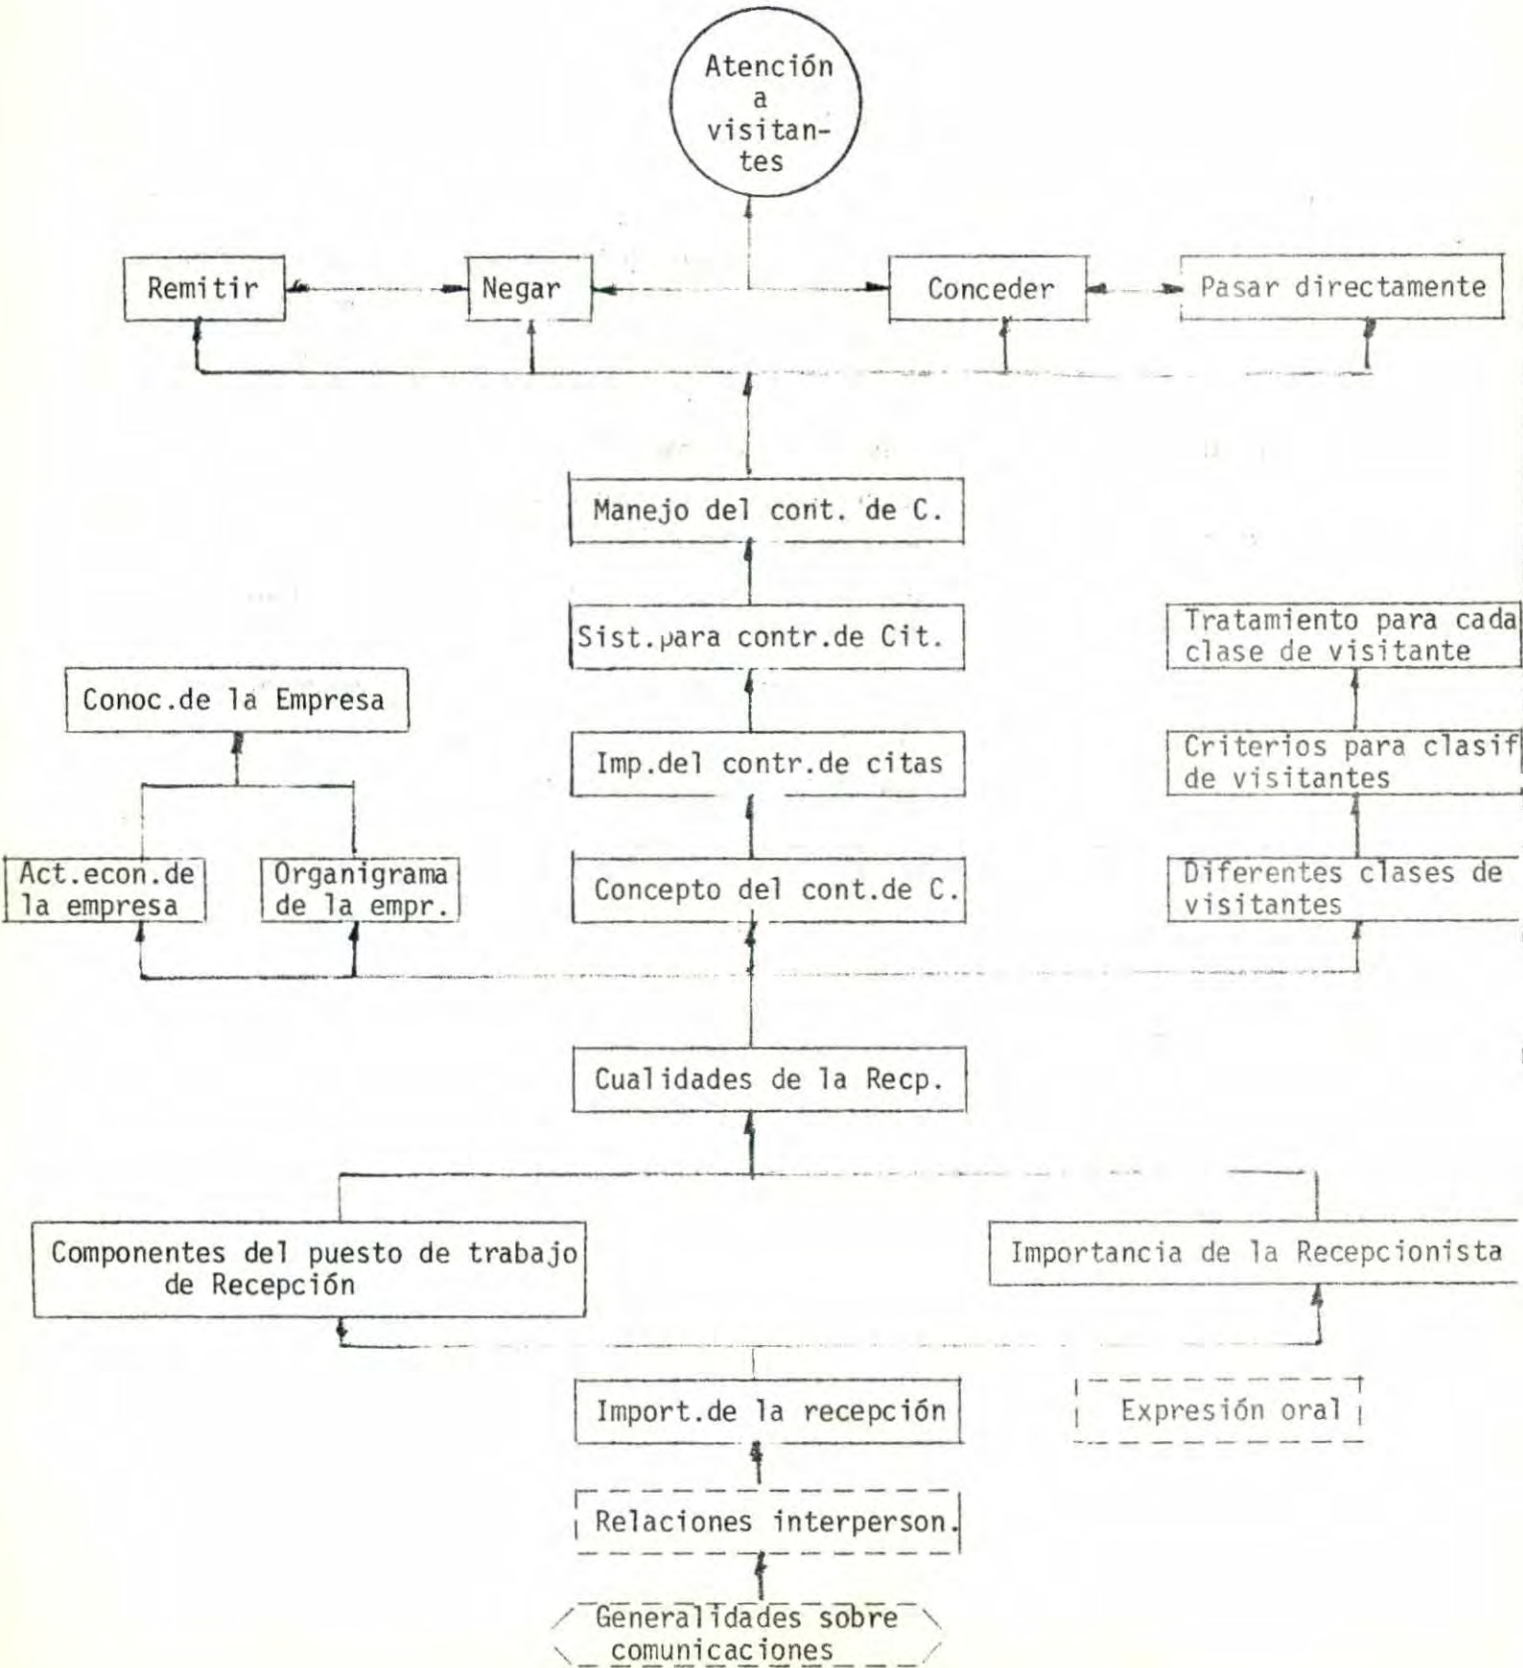 Atención
a
visitan-
tes
Remitir
Negar
Conceder
Pasar directamente
Manejo del cont. de C.
Sist.para contr.de Cit.
Tratamiento para cada
clase de visitante
Conoc.de la Empresa
Imp.del contr.de citas
Criterios para clasif
de visitantes
Act.econ.de
la empresa
Organigrama
de la empr.
Concepto del cont.de C.
Diferentes clases de
visitantes
Cualidades de la Recp.
Componentes del puesto de trabajo
de Recepción
Importancia de la Recepcionista
Import.de la recepción
Expresión oral
Relaciones interperson.
Generalidades sobre
comunicaciones